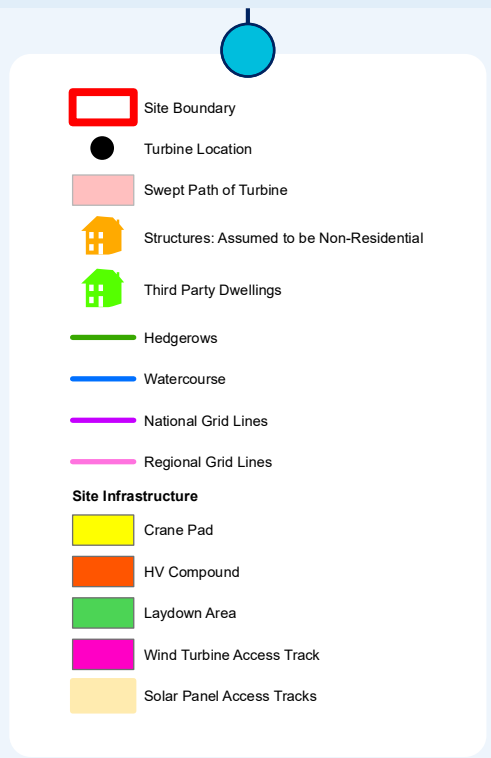 Site Boundary
Turbine Location
Swept Path of Turbine
Structures: Assumed to be Non-Residential
Third Party Dwellings
Hedgerows
Watercourse
National Grid Lines
Regional Grid Lines
Site Infrastructure
Crane Pad
HV Compound
Laydown Area
Wind Turbine Access Track
Solar Panel Access Tracks